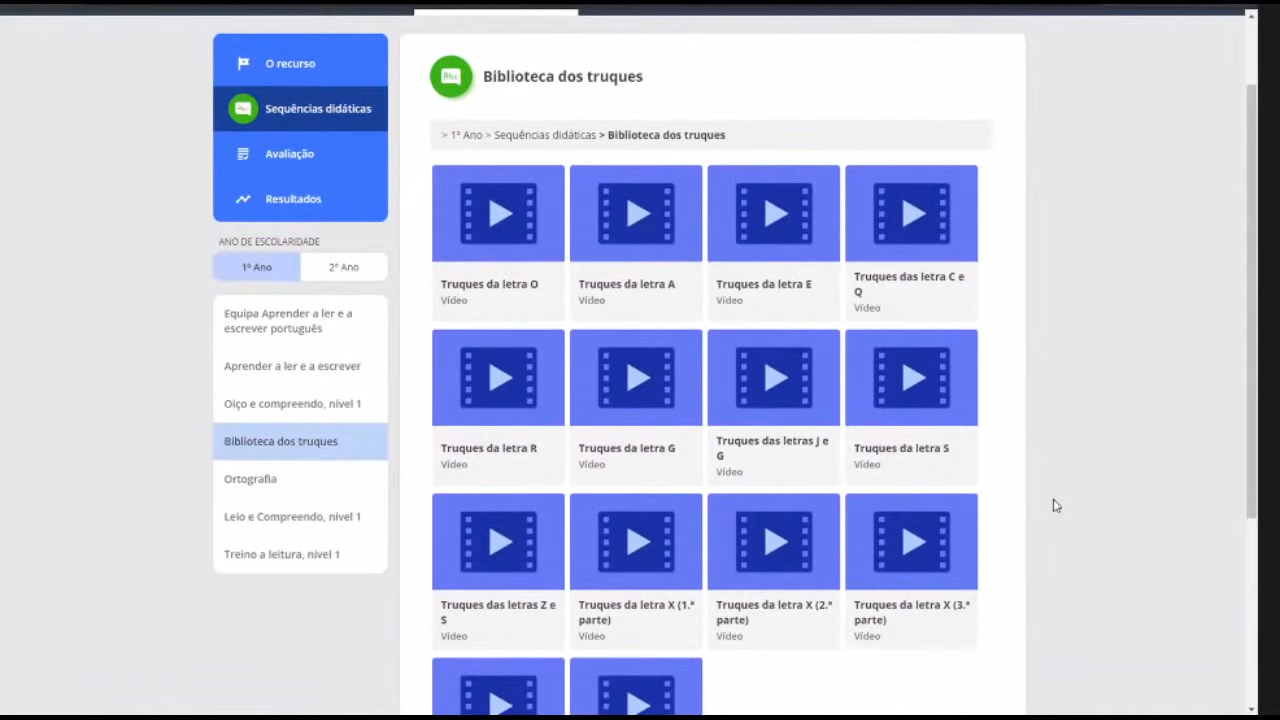 O recurso
Sequências didáticas
Avaliação
Resultados
ANO DE ESCOLARIDADE
1º Ano
2º Ano
Equipa Aprender a ler e a
escrever português
Aprender a ler e a escrever
Oiço e compreendo, nível 1
Biblioteca dos truques
Ortografia
Leio e Compreendo, nível 1
Treino a leitura, nível 1
Abc
Biblioteca dos truques
> 1º Ano > Sequências didáticas > Biblioteca dos truques
Truques da letra O
Vídeo
Truques da letra A
Vídeo
Truques da letra E
Vídeo
Truques das letra C e
Q
Vídeo
Truques da letra R
Vídeo
Truques da letra G
Vídeo
Truques das letras J e
G
Vídeo
Truques da letra S
Vídeo
Truques das letras Z e
S
Vídeo
Truques da letra X (1.ª
parte)
Vídeo
Truques da letra X (2.ª
parte)
Vídeo
Truques da letra X (3.ª
parte)
Vídeo